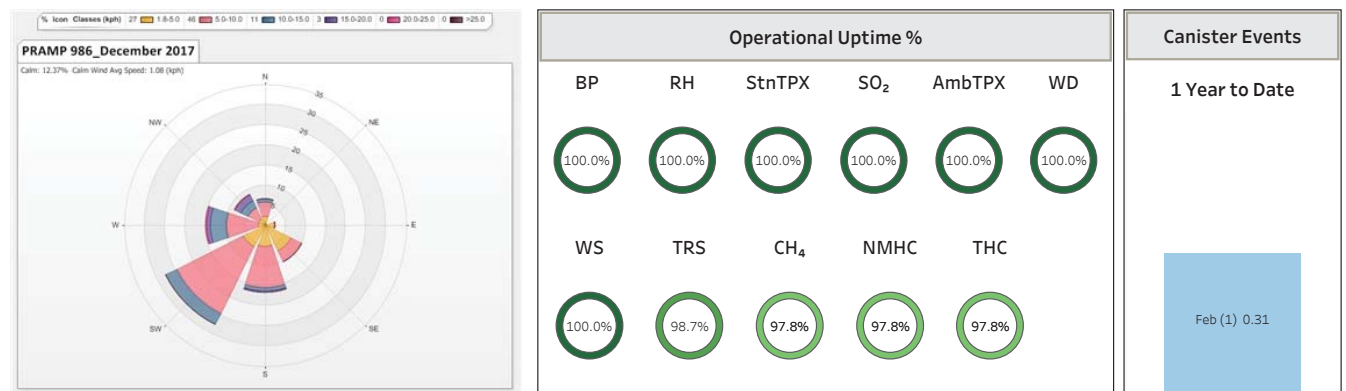 % Icon Classes (kph) 27 1.8-5.0 46 5.0-10.0 11 10.0-15.0 3 15.0-20.0 0 20.0-25.0 0 >25.0
PRAMP 986_December 2017
Calm: 12.37% Calm Wind Avg Speed: 1.08 (kph)
N
35
30
NW
NE
25
20
15
10
5
W
E
SW
SE
S
Operational Uptime %
BP RH StnTPX SO₂ AmbTPX WD
100.0% 100.0% 100.0% 100.0% 100.0% 100.0%
WS TRS CH₄ NMHC THC
100.0% 98.7% 97.8% 97.8% 97.8%
Canister Events
1 Year to Date
Feb (1) 0.31